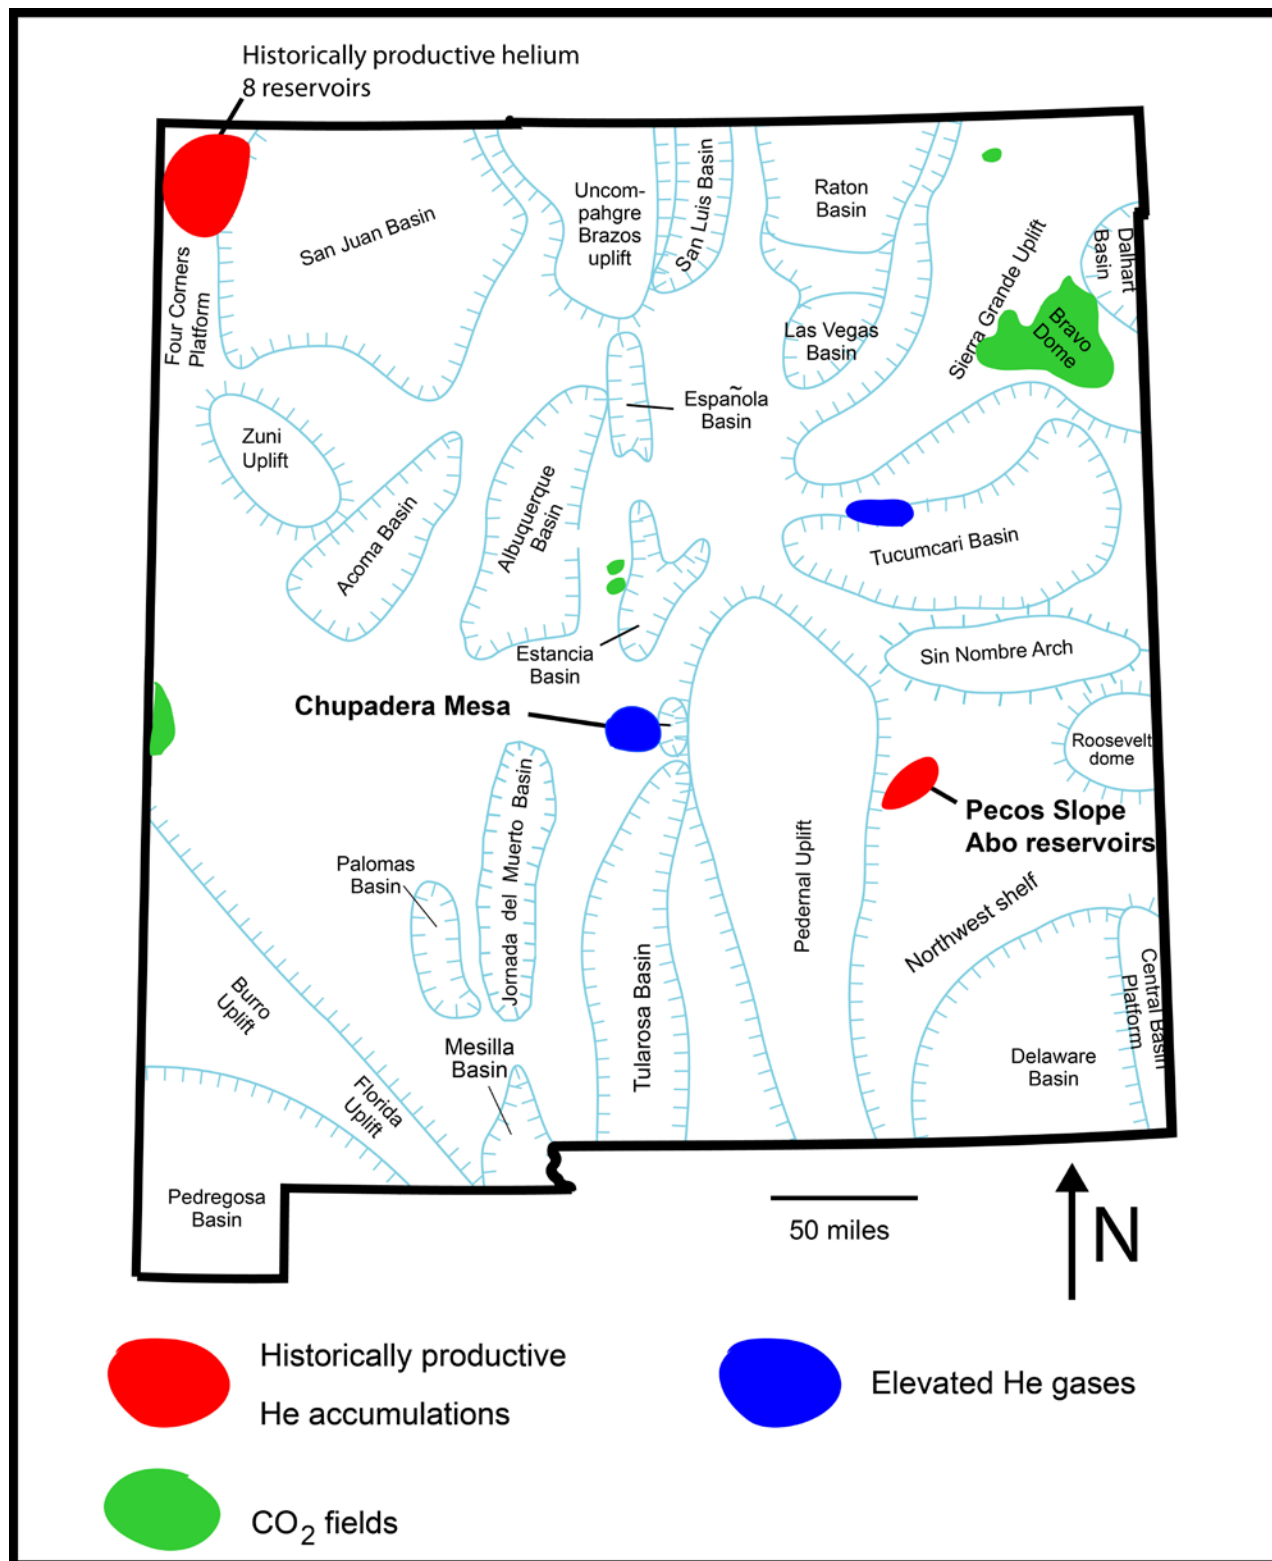 Historically productive helium
8 reservoirs
San Juan Basin
Uncom-
pahgre
Brazos
uplift
San Luis Basin
Raton
Basin
Dalhart
Basin
Sierra Grande Uplift
Bravo
Dome
Four Corners
Platform
Las Vegas
Basin
Española
Basin
Zuni
Uplift
Acoma Basin
Albuquerque
Basin
Tucumcari Basin
Estancia
Basin
Sin Nombre Arch
Chupadera Mesa
Roosevelt
dome
Pecos Slope
Abo reservoirs
Palomas
Basin
Jornada del Muerto Basin
Pedernal Uplift
Northwest shelf
Tularosa Basin
Burro
Uplift
Mesilla
Basin
Central Basin
Platform
Delaware
Basin
Florida
Uplift
Pedregosa
Basin
50 miles
N
Historically productive
He accumulations
Elevated He gases
CO2 fields